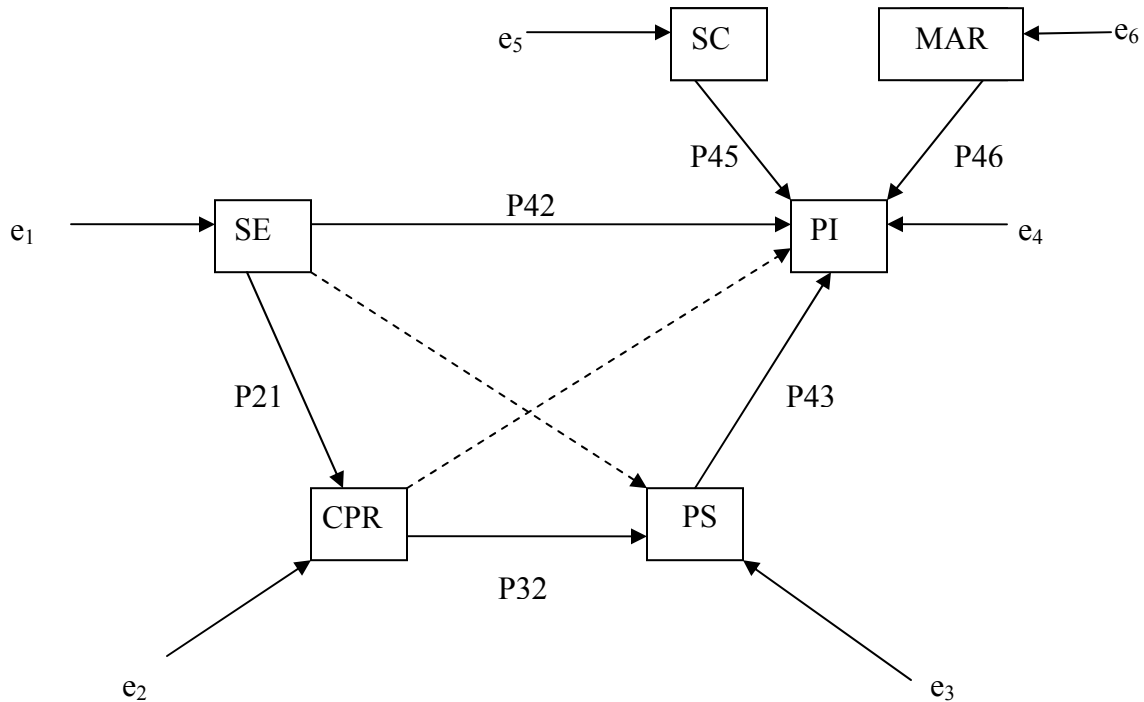 e₅ SC MAR e₆
P45 P46
P42
e₁ SE PI e₄
P21 P43
CPR PS
P32
e₂ e₃